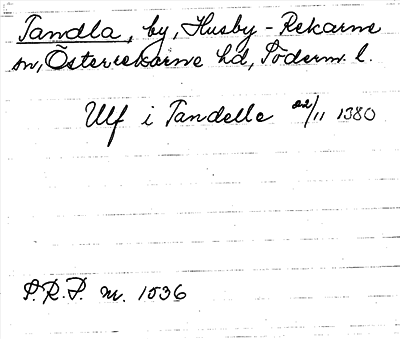 Tandla, by, Husby-Rekarne
sn, Österrekarne hd, Söderm. l.
Ulf i Tandelle 22/11 1380
S.R.P. nr. 1536